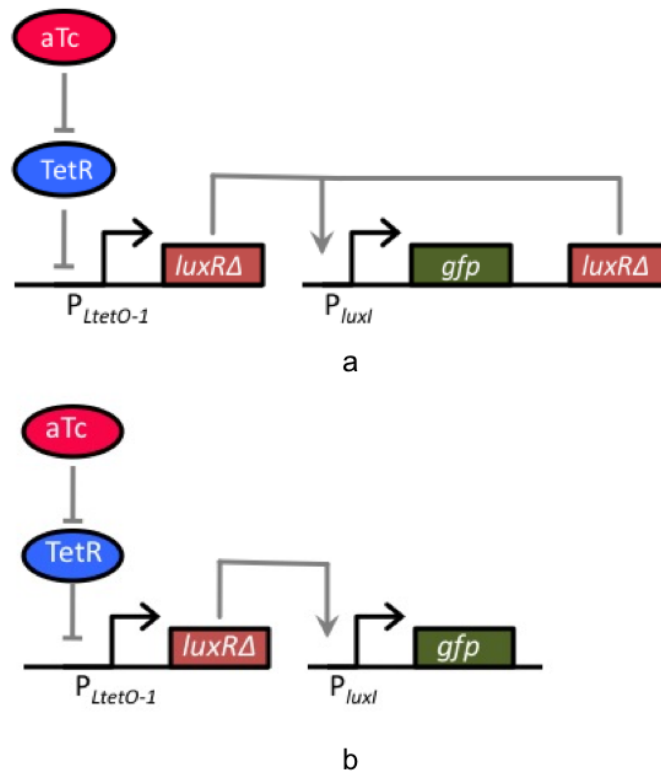 aTc
TetR
luxRΔ gfp luxRΔ
PLtetO-1 PluxI
a
aTc
TetR
luxRΔ gfp
PLtetO-1 PluxI
b